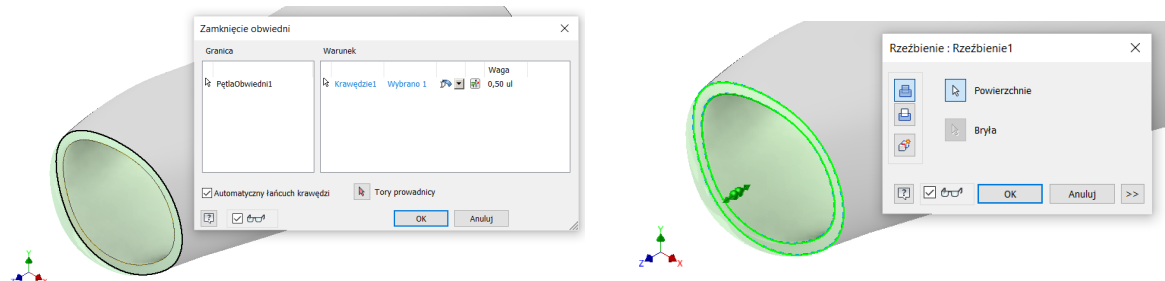 Zamknięcie obwiedni
Granica
Warunek
Waga
PętlaObwiedni1
Krawędzie1 Wybrano 1 0,50 ul
Automatyczny łańcuch krawędzi
Tory prowadnicy
OK
Anuluj
Y
Z
X
Rzeźbienie : Rzeźbienie1
Powierzchnie
Bryła
OK
Anuluj
>>
Y
Z
X